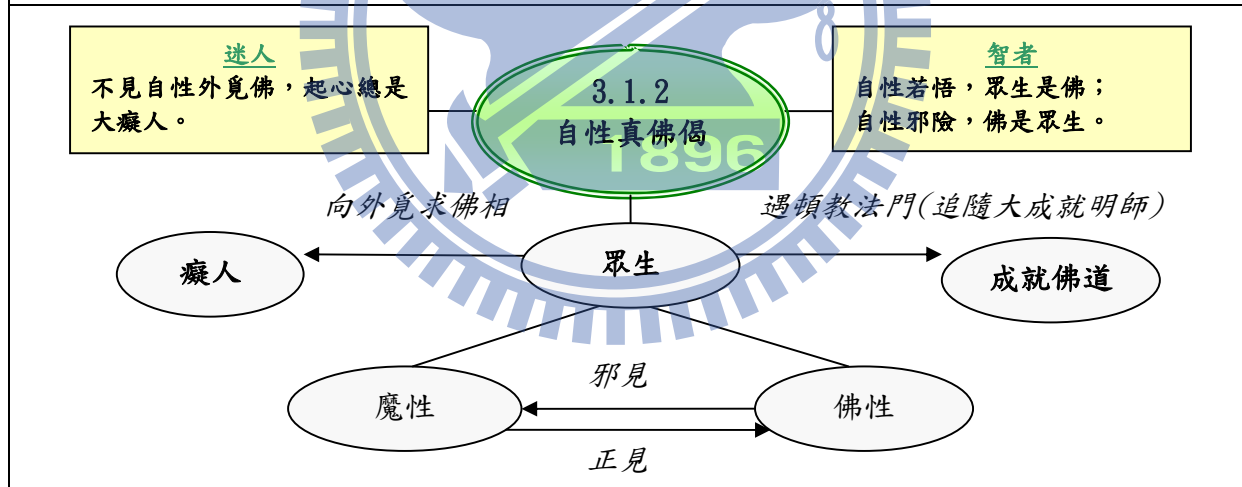 迷人
不見自性外覓佛，起心總是
大癡人。
3.1.2
自性真佛偈
1896
智者
自性若悟，眾生是佛；
自性邪險，佛是眾生。
向外覓求佛相
遇頓教法門(追隨大成就明師)
癡人
眾生
成就佛道
邪見
魔性
佛性
正見